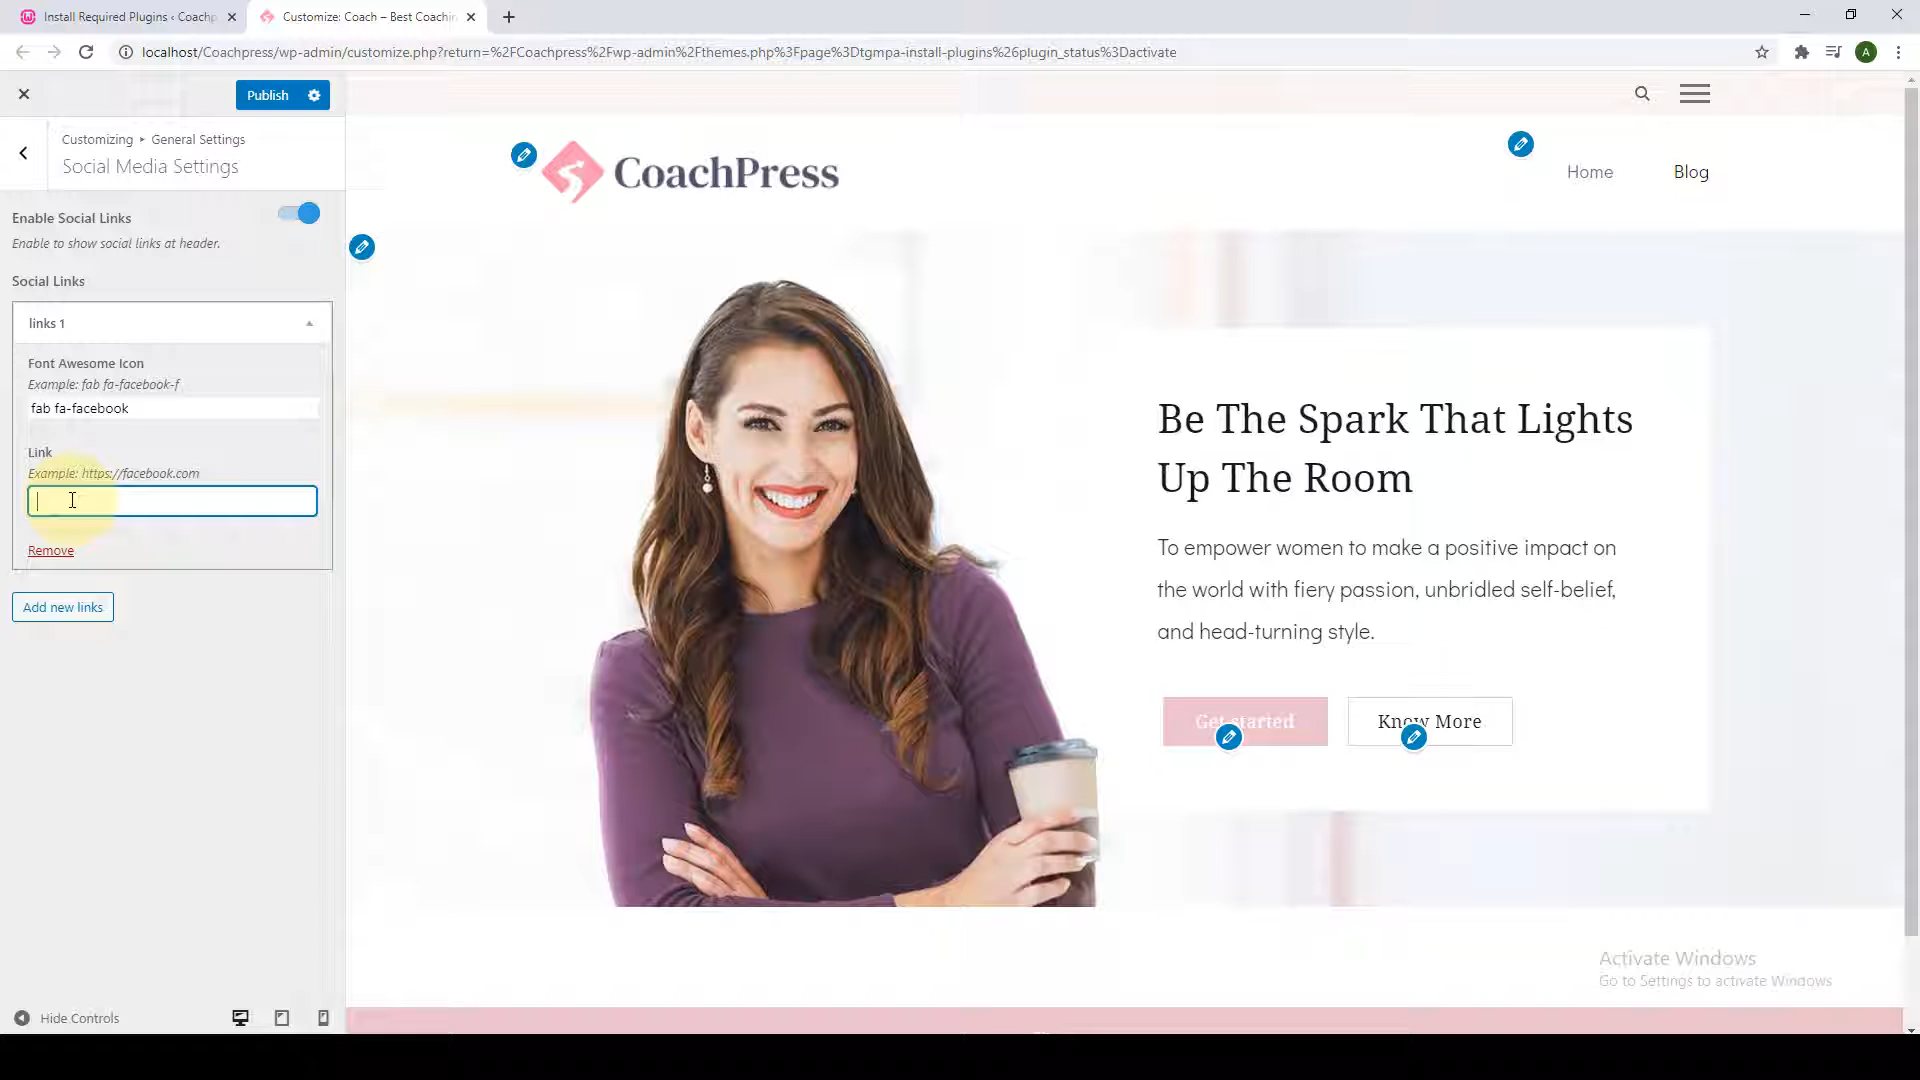 Install Required Plugins ‹ Coachp
Customize: Coach – Best Coachin
localhost/Coachpress/wp-admin/customize.php?return=%2FCoachpress%2Fwp-admin%2Fthemes.php%3Fpage%3Dtgmpa-install-plugins%26plugin_status%3Dactivate
A
Publish
Customizing ▸ General Settings
Social Media Settings
Enable Social Links
Enable to show social links at header.
Social Links
links 1
Font Awesome Icon
Example: fab fa-facebook-f
fab fa-facebook
Link
Example: https://facebook.com
Remove
Add new links
Hide Controls
CoachPress
Home
Blog
Be The Spark That Lights
Up The Room
To empower women to make a positive impact on
the world with fiery passion, unbridled self-belief,
and head-turning style.
Get started
Know More
Activate Windows
Go to Settings to activate Windows